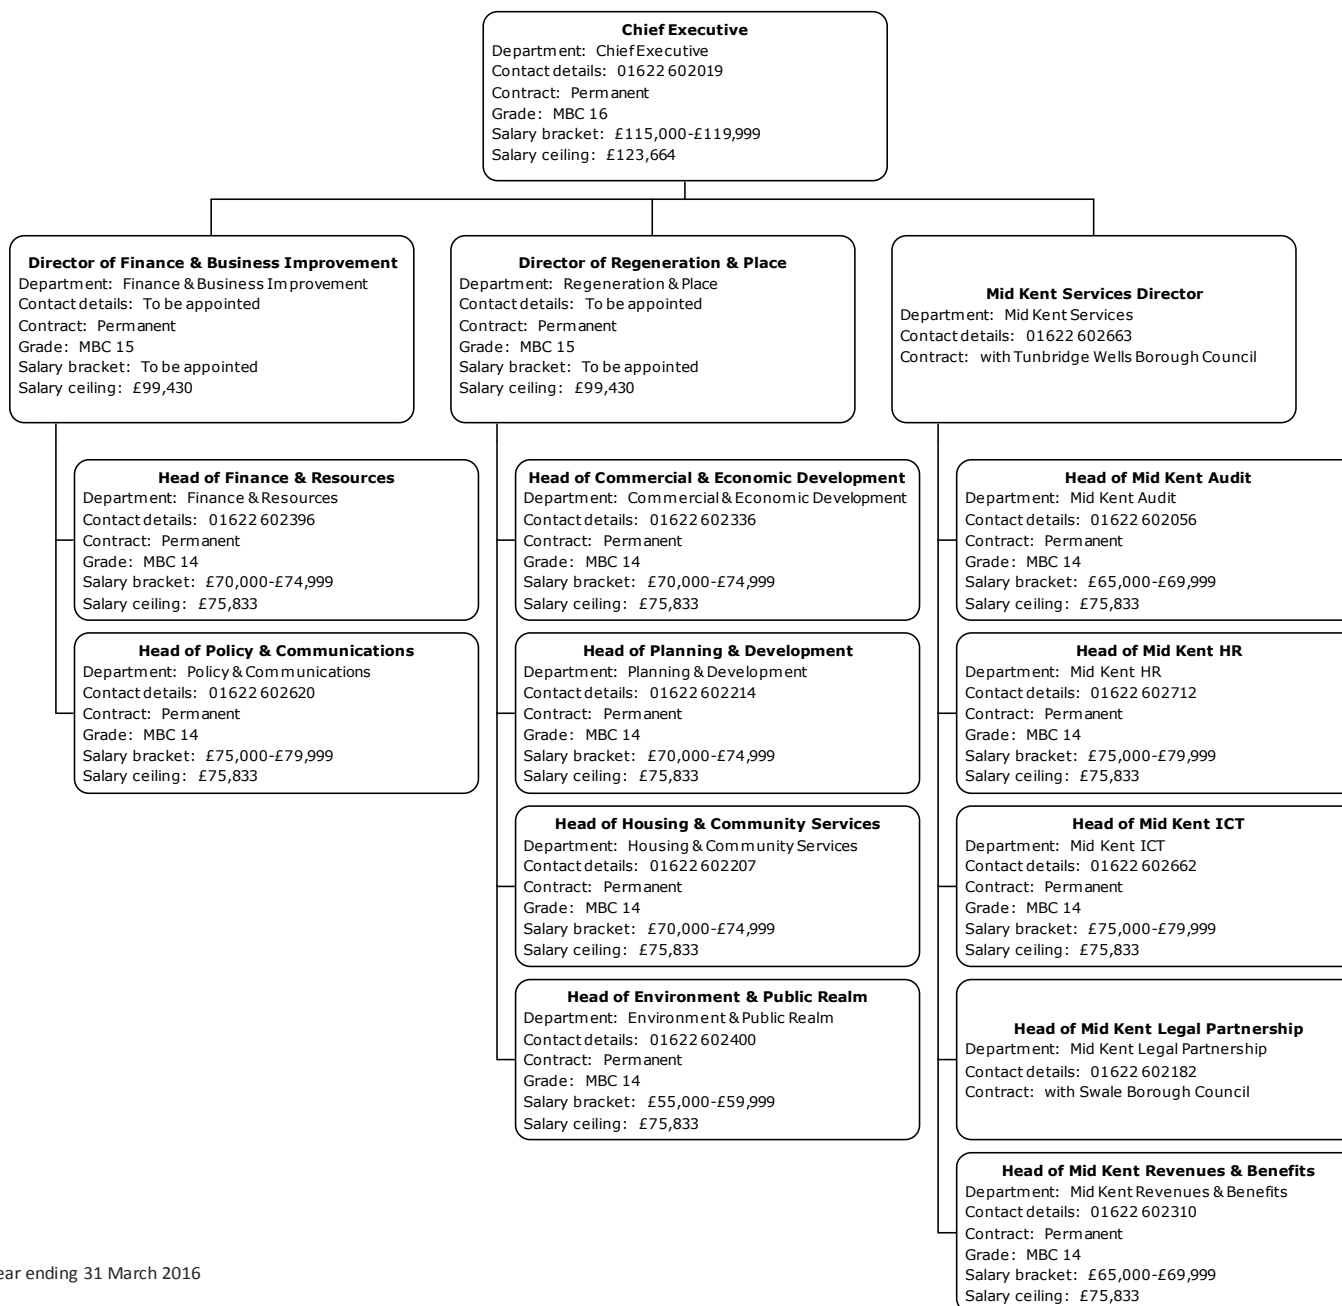 Chief Executive
Department: Chief Executive
Contact details: 01622 602019
Contract: Permanent
Grade: MBC 16
Salary bracket: £115,000-£119,999
Salary ceiling: £123,664
Director of Finance & Business Improvement
Department: Finance & Business Improvement
Contact details: To be appointed
Contract: Permanent
Grade: MBC 15
Salary bracket: To be appointed
Salary ceiling: £99,430
Director of Regeneration & Place
Department: Regeneration & Place
Contact details: To be appointed
Contract: Permanent
Grade: MBC 15
Salary bracket: To be appointed
Salary ceiling: £99,430
Mid Kent Services Director
Department: Mid Kent Services
Contact details: 01622 602663
Contract: with Tunbridge Wells Borough Council
Head of Finance & Resources
Department: Finance & Resources
Contact details: 01622 602396
Contract: Permanent
Grade: MBC 14
Salary bracket: £70,000-£74,999
Salary ceiling: £75,833
Head of Policy & Communications
Department: Policy & Communications
Contact details: 01622 602620
Contract: Permanent
Grade: MBC 14
Salary bracket: £75,000-£79,999
Salary ceiling: £75,833
Head of Commercial & Economic Development
Department: Commercial & Economic Development
Contact details: 01622 602336
Contract: Permanent
Grade: MBC 14
Salary bracket: £70,000-£74,999
Salary ceiling: £75,833
Head of Planning & Development
Department: Planning & Development
Contact details: 01622 602214
Contract: Permanent
Grade: MBC 14
Salary bracket: £70,000-£74,999
Salary ceiling: £75,833
Head of Housing & Community Services
Department: Housing & Community Services
Contact details: 01622 602207
Contract: Permanent
Grade: MBC 14
Salary bracket: £70,000-£74,999
Salary ceiling: £75,833
Head of Environment & Public Realm
Department: Environment & Public Realm
Contact details: 01622 602400
Contract: Permanent
Grade: MBC 14
Salary bracket: £55,000-£59,999
Salary ceiling: £75,833
Head of Mid Kent Audit
Department: Mid Kent Audit
Contact details: 01622 602056
Contract: Permanent
Grade: MBC 14
Salary bracket: £65,000-£69,999
Salary ceiling: £75,833
Head of Mid Kent HR
Department: Mid Kent HR
Contact details: 01622 602712
Contract: Permanent
Grade: MBC 14
Salary bracket: £75,000-£79,999
Salary ceiling: £75,833
Head of Mid Kent ICT
Department: Mid Kent ICT
Contact details: 01622 602662
Contract: Permanent
Grade: MBC 14
Salary bracket: £75,000-£79,999
Salary ceiling: £75,833
Head of Mid Kent Legal Partnership
Department: Mid Kent Legal Partnership
Contact details: 01622 602182
Contract: with Swale Borough Council
Head of Mid Kent Revenues & Benefits
Department: Mid Kent Revenues & Benefits
Contact details: 01622 602310
Contract: Permanent
Grade: MBC 14
Salary bracket: £65,000-£69,999
Salary ceiling: £75,833
ending 31 March 2016